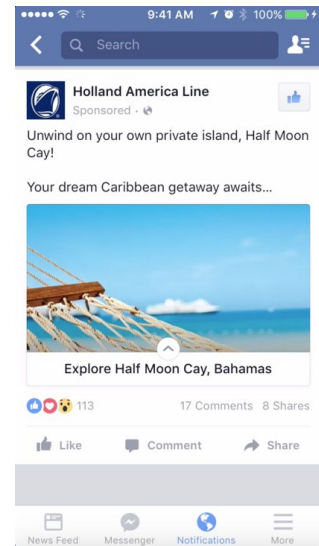 9:41 AM 100%
Search
Holland America Line
Sponsored ·
Unwind on your own private island, Half Moon
Cay!
Your dream Caribbean getaway awaits...
Explore Half Moon Cay, Bahamas
113 17 Comments 8 Shares
Like Comment Share
News Feed Messenger Notifications More